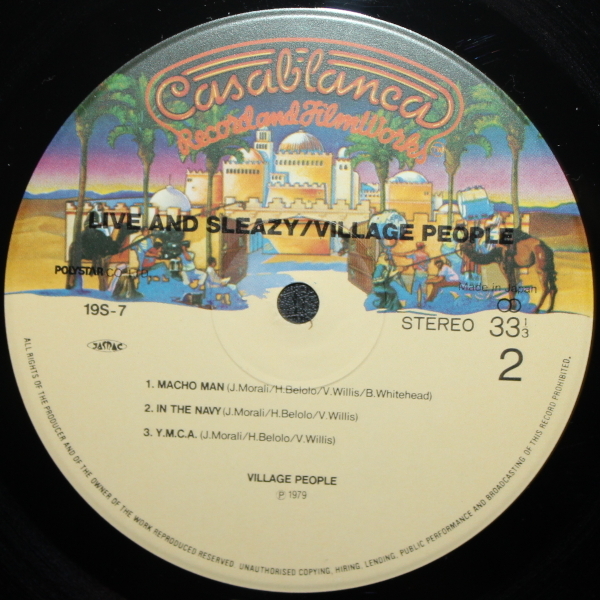 Casablanca
Record and FilmWorks
LIVE AND SLEAZY/VILLAGE PEOPLE
POLYSTAR
Made in Japan
19S-7
STEREO 33 1/3
JASRAC
2
1. MACHO MAN (J.Morali/H.Belolo/V.Willis/B.Whitehead)
2. IN THE NAVY (J.Morali/H.Belolo/V.Willis)
3. Y.M.C.A. (J.Morali/H.Belolo/V.Willis)
VILLAGE PEOPLE
Ⓟ 1979
ALL RIGHTS OF THE PRODUCER AND OF THE OWNER OF THE WORK REPRODUCED RESERVED. UNAUTHORISED COPYING, HIRING, LENDING, PUBLIC PERFORMANCE AND BROADCASTING OF THIS RECORD PROHIBITED.